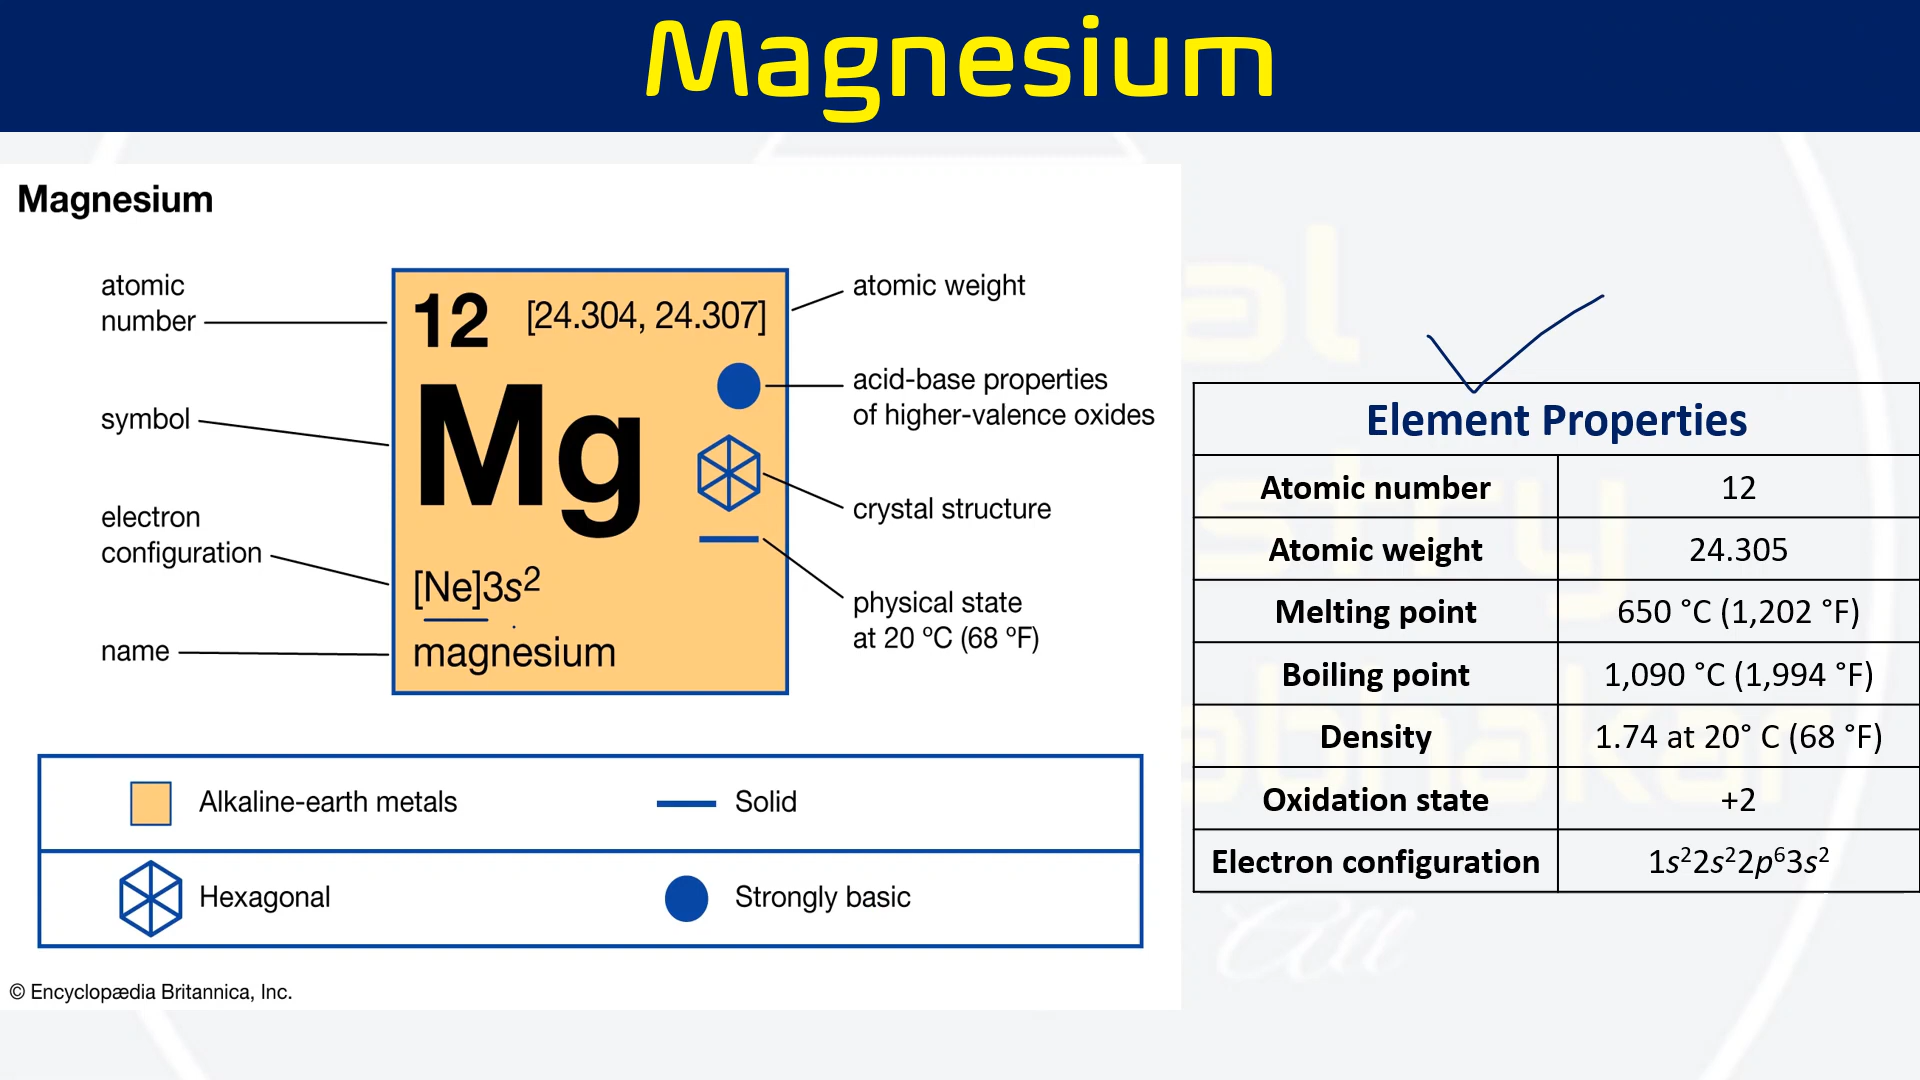 Magnesium
Magnesium
atomic
number
symbol
electron
configuration
name
12 [24.304, 24.307]
Mg
[Ne]3s²
magnesium
atomic weight
acid-base properties
of higher-valence oxides
crystal structure
physical state
at 20 °C (68 °F)
Alkaline-earth metals
Solid
Hexagonal
Strongly basic
© Encyclopædia Britannica, Inc.
Element Properties
Atomic number 12
Atomic weight 24.305
Melting point 650 °C (1,202 °F)
Boiling point 1,090 °C (1,994 °F)
Density 1.74 at 20° C (68 °F)
Oxidation state +2
Electron configuration 1s²2s²2p⁶3s²